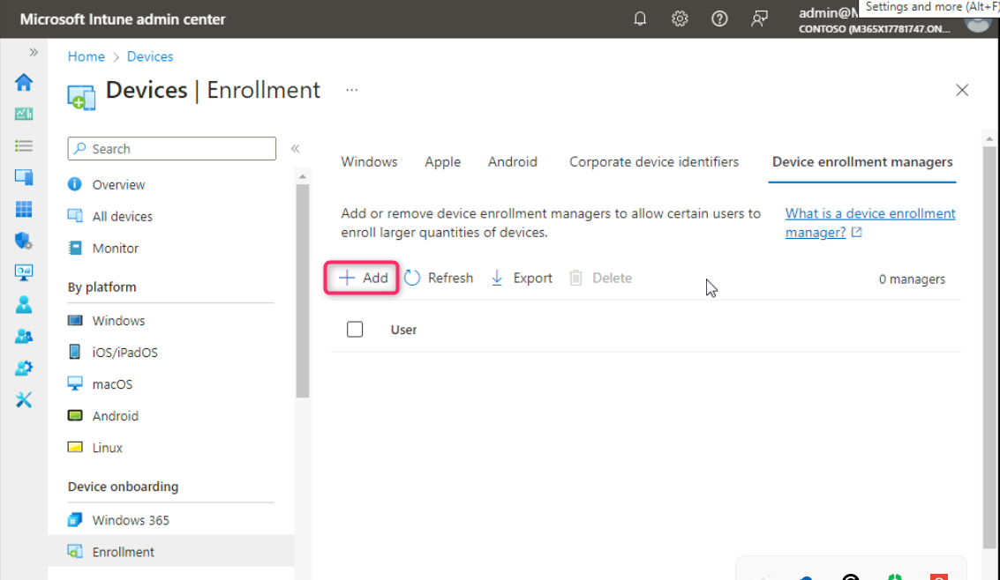 Microsoft Intune admin center
admin@M
Settings and more (Alt+F)
CONTOSO (M365X17781747.ON...
Home > Devices
Devices | Enrollment ...
Search
Overview
All devices
Monitor
By platform
Windows
iOS/iPadOS
macOS
Android
Linux
Device onboarding
Windows 365
Enrollment
Windows Apple Android Corporate device identifiers Device enrollment managers
Add or remove device enrollment managers to allow certain users to
enroll larger quantities of devices.
What is a device enrollment
manager?
Add Refresh Export Delete 0 managers
User